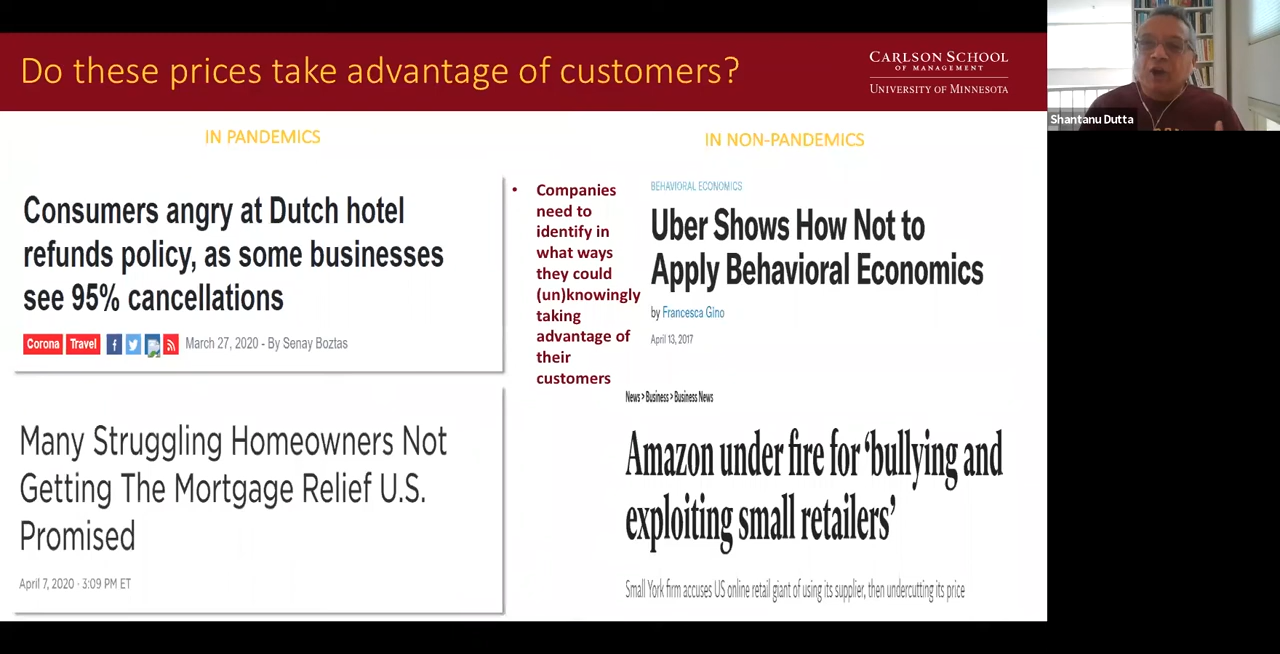 Do these prices take advantage of customers?
CARLSON SCHOOL
OF MANAGEMENT
UNIVERSITY OF MINNESOTA
Shantanu Dutta
IN PANDEMICS
Consumers angry at Dutch hotel
refunds policy, as some businesses
see 95% cancellations
Corona Travel March 27, 2020 - By Senay Boztas
Many Struggling Homeowners Not
Getting The Mortgage Relief U.S.
Promised
April 7, 2020 · 3:09 PM ET
• Companies
need to
identify in
what ways
they could
(un)knowingly
taking
advantage of
their
customers
IN NON-PANDEMICS
BEHAVIORAL ECONOMICS
Uber Shows How Not to
Apply Behavioral Economics
by Francesca Gino
April 13, 2017
News > Business > Business News
Amazon under fire for ‘bullying and
exploiting small retailers’
Small York firm accuses US online retail giant of using its supplier, then undercutting its price